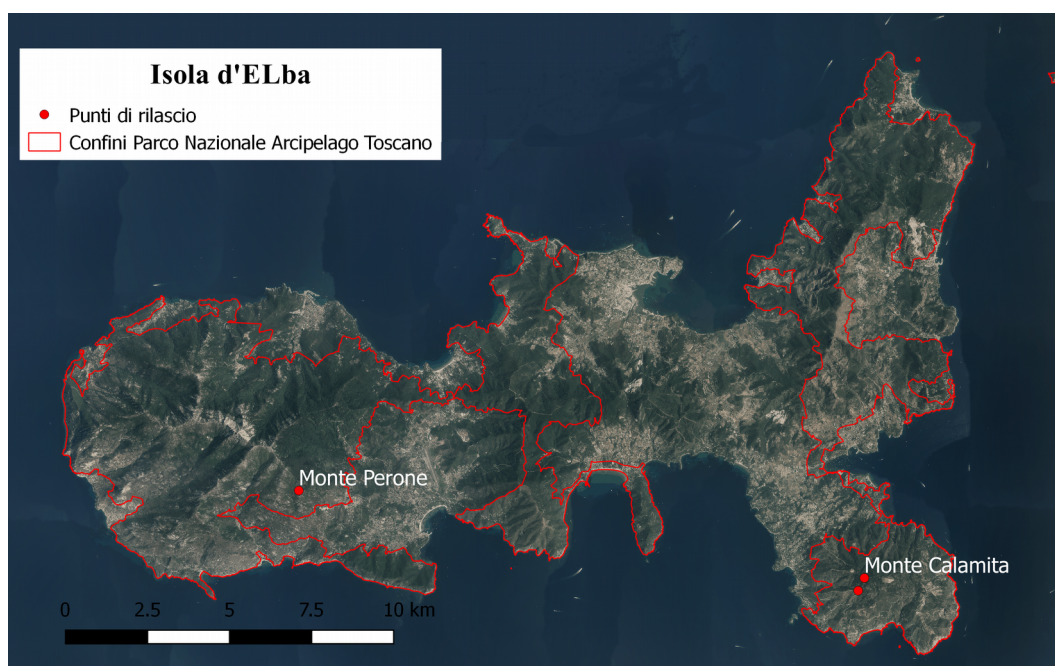 Isola d'ELba
Punti di rilascio
Confini Parco Nazionale Arcipelago Toscano
Monte Perone
Monte Calamita
0 2.5 5 7.5 10 km